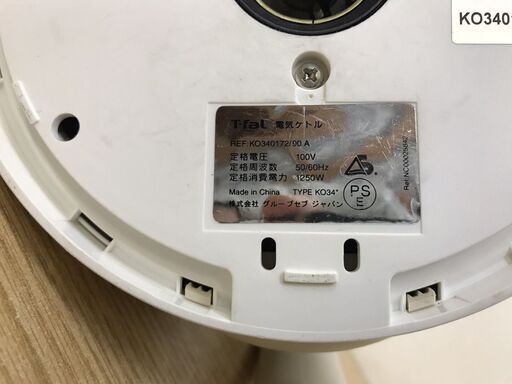 KO340
T-fal 電気ケトル
REF:KO340172/90 A
定格電圧 100V
定格周波数 50/60Hz
定格消費電力 1250W
Made in China TYPE KO34*
株式会社 グループセブ ジャパン
PS
E